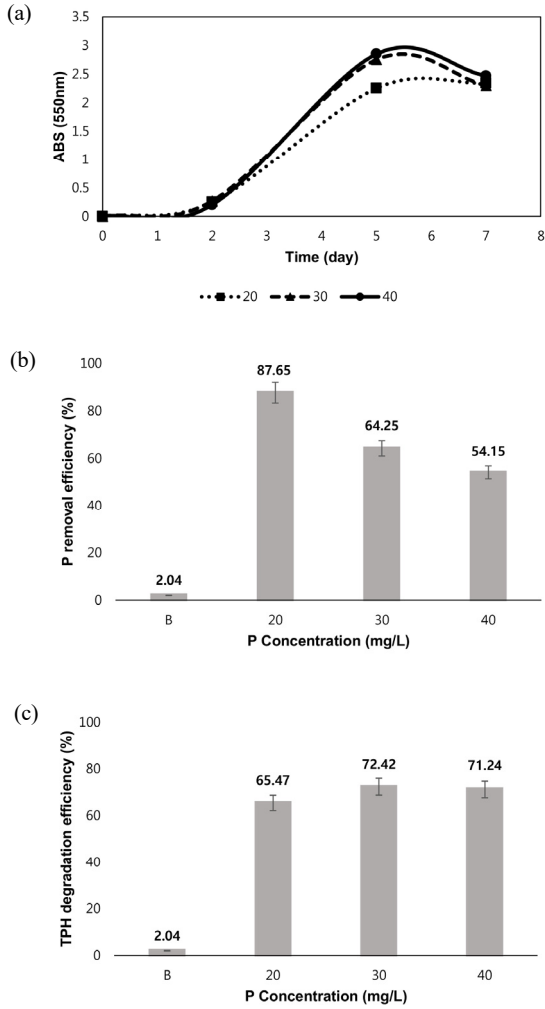 (a)
3.5
3
2.5
2
1.5
1
0.5
0
ABS (550nm)
0 1 2 3 4 5 6 7 8
Time (day)
20 30 40
(b)
100
80
60
40
20
0
P removal efficiency (%)
2.04
87.65
64.25
54.15
B 20 30 40
P Concentration (mg/L)
(c)
100
80
60
40
20
0
TPH degradation efficiency (%)
2.04
65.47
72.42
71.24
B 20 30 40
P Concentration (mg/L)